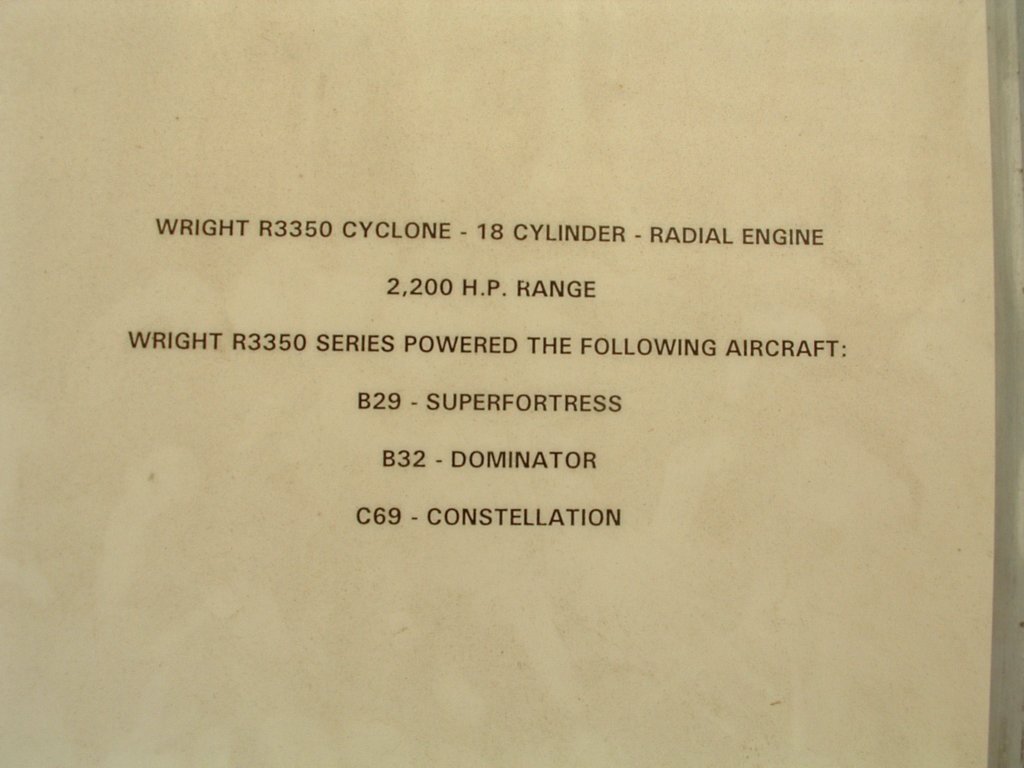 WRIGHT R3350 CYCLONE - 18 CYLINDER - RADIAL ENGINE
2,200 H.P. RANGE
WRIGHT R3350 SERIES POWERED THE FOLLOWING AIRCRAFT:
B29 - SUPERFORTRESS
B32 - DOMINATOR
C69 - CONSTELLATION